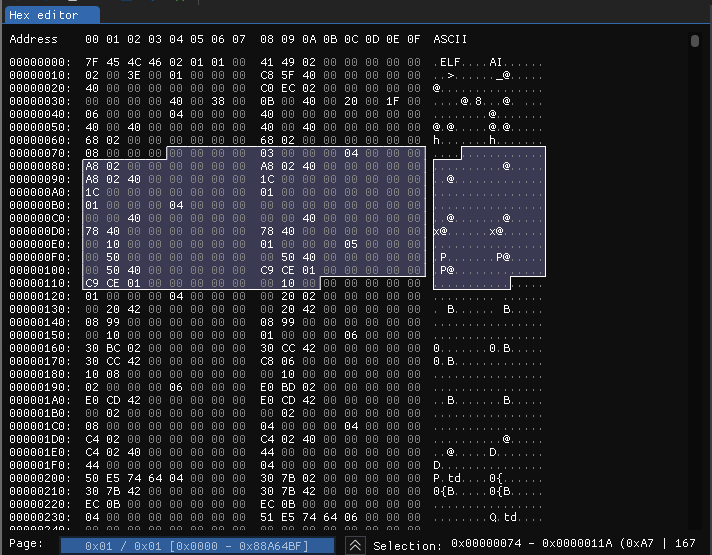 Hex editor
Address 00 01 02 03 04 05 06 07 08 09 0A 0B 0C 0D 0E 0F ASCII
00000000: 7F 45 4C 46 02 01 01 00 41 49 02 00 00 00 00 00 .ELF....AI......
00000010: 02 00 3E 00 01 00 00 00 C8 5F 40 00 00 00 00 00 ..>......_@.....
00000020: 40 00 00 00 00 00 00 00 C0 EC 02 00 00 00 00 00 @...............
00000030: 00 00 00 00 40 00 38 00 0B 00 40 00 20 00 1F 00 ....@.8...@. ...
00000040: 06 00 00 00 04 00 00 00 40 00 00 00 00 00 00 00 ........@.......
00000050: 40 00 40 00 00 00 00 00 40 00 40 00 00 00 00 00 @.@.....@.@.....
00000060: 68 02 00 00 00 00 00 00 68 02 00 00 00 00 00 00 h.......h.......
00000070: 08 00 00 00 00 00 00 00 03 00 00 00 04 00 00 00 ................
00000080: A8 02 00 00 00 00 00 00 A8 02 40 00 00 00 00 00 ..........@.....
00000090: A8 02 40 00 00 00 00 00 1C 00 00 00 00 00 00 00 ..@.............
000000A0: 1C 00 00 00 00 00 00 00 01 00 00 00 00 00 00 00 ................
000000B0: 01 00 00 00 04 00 00 00 00 00 00 00 00 00 00 00 ................
000000C0: 00 00 40 00 00 00 00 00 00 00 40 00 00 00 00 00 ..@.......@.....
000000D0: 78 40 00 00 00 00 00 00 78 40 00 00 00 00 00 00 x@......x@......
000000E0: 00 10 00 00 00 00 00 00 01 00 00 00 05 00 00 00 ................
000000F0: 00 50 00 00 00 00 00 00 00 50 40 00 00 00 00 00 .P.......P@.....
00000100: 00 50 40 00 00 00 00 00 C9 CE 01 00 00 00 00 00 .P@.............
00000110: C9 CE 01 00 00 00 00 00 00 10 00 00 00 00 00 00 ................
00000120: 01 00 00 00 04 00 00 00 00 20 02 00 00 00 00 00 ......... ......
00000130: 00 20 42 00 00 00 00 00 00 20 42 00 00 00 00 00 . B...... B.....
00000140: 08 99 00 00 00 00 00 00 08 99 00 00 00 00 00 00 ................
00000150: 00 10 00 00 00 00 00 00 01 00 00 00 06 00 00 00 ................
00000160: 30 BC 02 00 00 00 00 00 30 CC 42 00 00 00 00 00 0.......0.B.....
00000170: 30 CC 42 00 00 00 00 00 C8 06 00 00 00 00 00 00 0.B.............
00000180: 10 08 00 00 00 00 00 00 00 10 00 00 00 00 00 00 ................
00000190: 02 00 00 00 06 00 00 00 E0 BD 02 00 00 00 00 00 ................
000001A0: E0 CD 42 00 00 00 00 00 E0 CD 42 00 00 00 00 00 ..B.......B.....
000001B0: 00 02 00 00 00 00 00 00 00 02 00 00 00 00 00 00 ................
000001C0: 08 00 00 00 00 00 00 00 04 00 00 00 04 00 00 00 ................
000001D0: C4 02 00 00 00 00 00 00 C4 02 40 00 00 00 00 00 ..........@.....
000001E0: C4 02 40 00 00 00 00 00 44 00 00 00 00 00 00 00 ..@.....D.......
000001F0: 44 00 00 00 00 00 00 00 04 00 00 00 00 00 00 00 D...............
00000200: 50 E5 74 64 04 00 00 00 30 7B 02 00 00 00 00 00 P.td....0{......
00000210: 30 7B 42 00 00 00 00 00 30 7B 42 00 00 00 00 00 0{B.....0{B.....
00000220: EC 0B 00 00 00 00 00 00 EC 0B 00 00 00 00 00 00 ................
00000230: 04 00 00 00 00 00 00 00 51 E5 74 64 06 00 00 00 ........Q.td....
Page: 0x01 / 0x01 [0x0000 - 0x88A64BF] Selection: 0x00000074 - 0x0000011A (0xA7 | 167